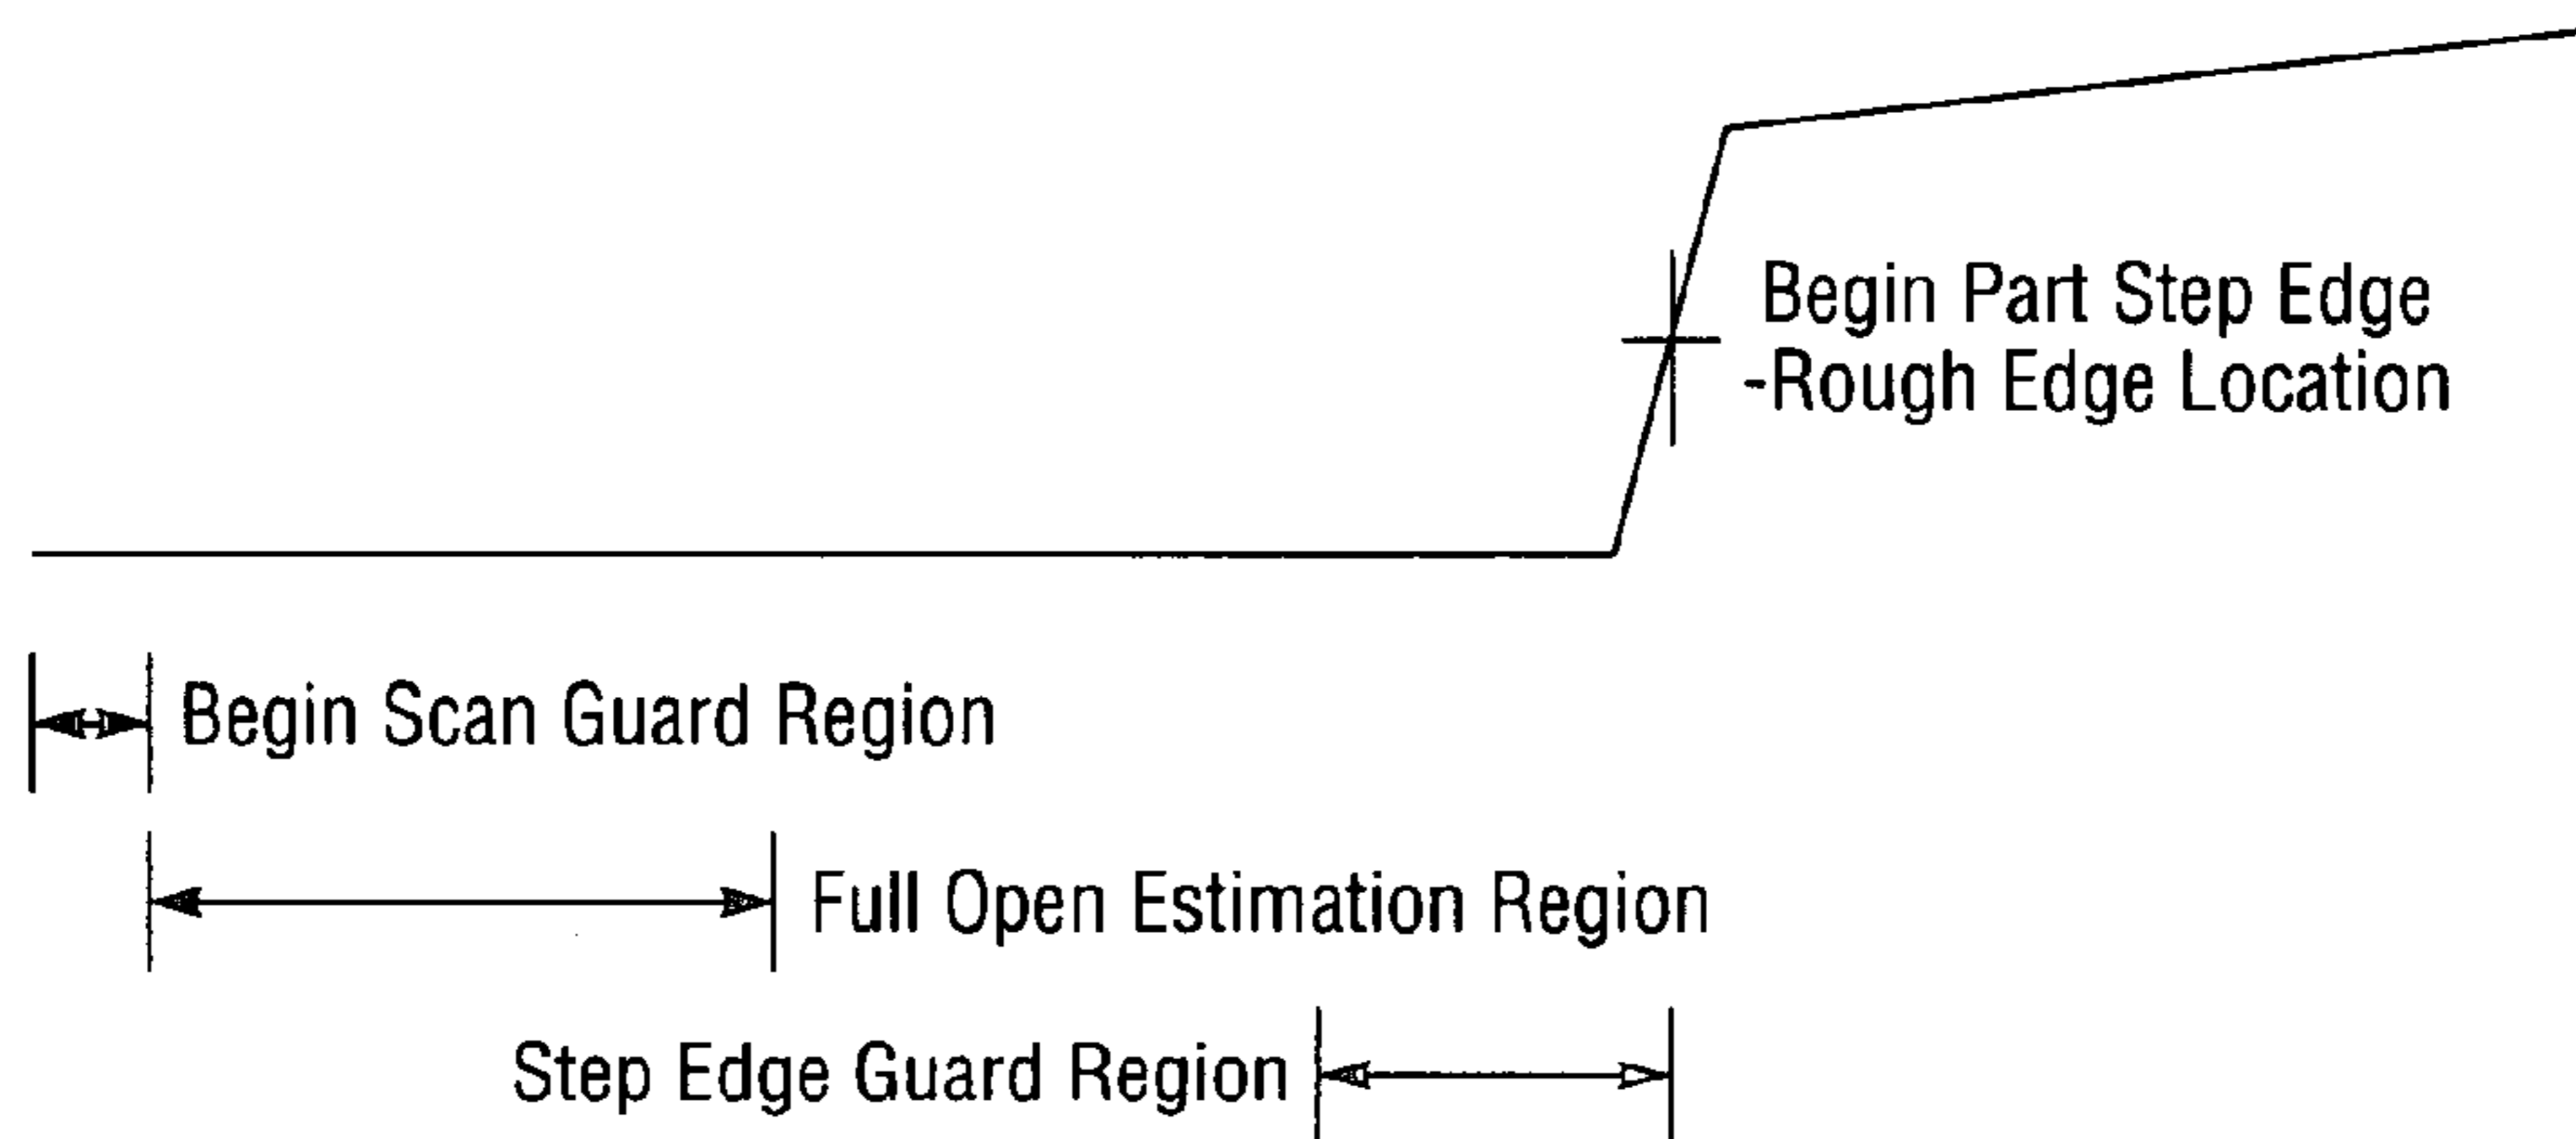 Begin Part Step Edge
-Rough Edge Location
Begin Scan Guard Region
Full Open Estimation Region
Step Edge Guard Region